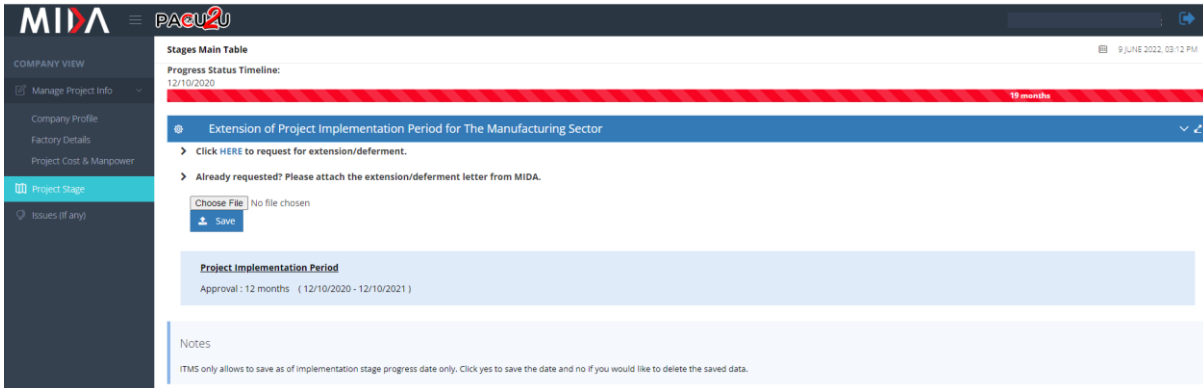 MIDA PACU2U
COMPANY VIEW
Manage Project Info
Company Profile
Factory Details
Project Cost & Manpower
Project Stage
Issues (If any)
Stages Main Table
9 JUNE 2022, 03:12 PM
Progress Status Timeline:
12/10/2020
19 months
Extension of Project Implementation Period for The Manufacturing Sector
Click HERE to request for extension/deferment.
Already requested? Please attach the extension/deferment letter from MIDA.
Choose File No file chosen
Save
Project Implementation Period
Approval : 12 months ( 12/10/2020 - 12/10/2021 )
Notes
ITMS only allows to save as of implementation stage progress date only. Click yes to save the date and no if you would like to delete the saved data.